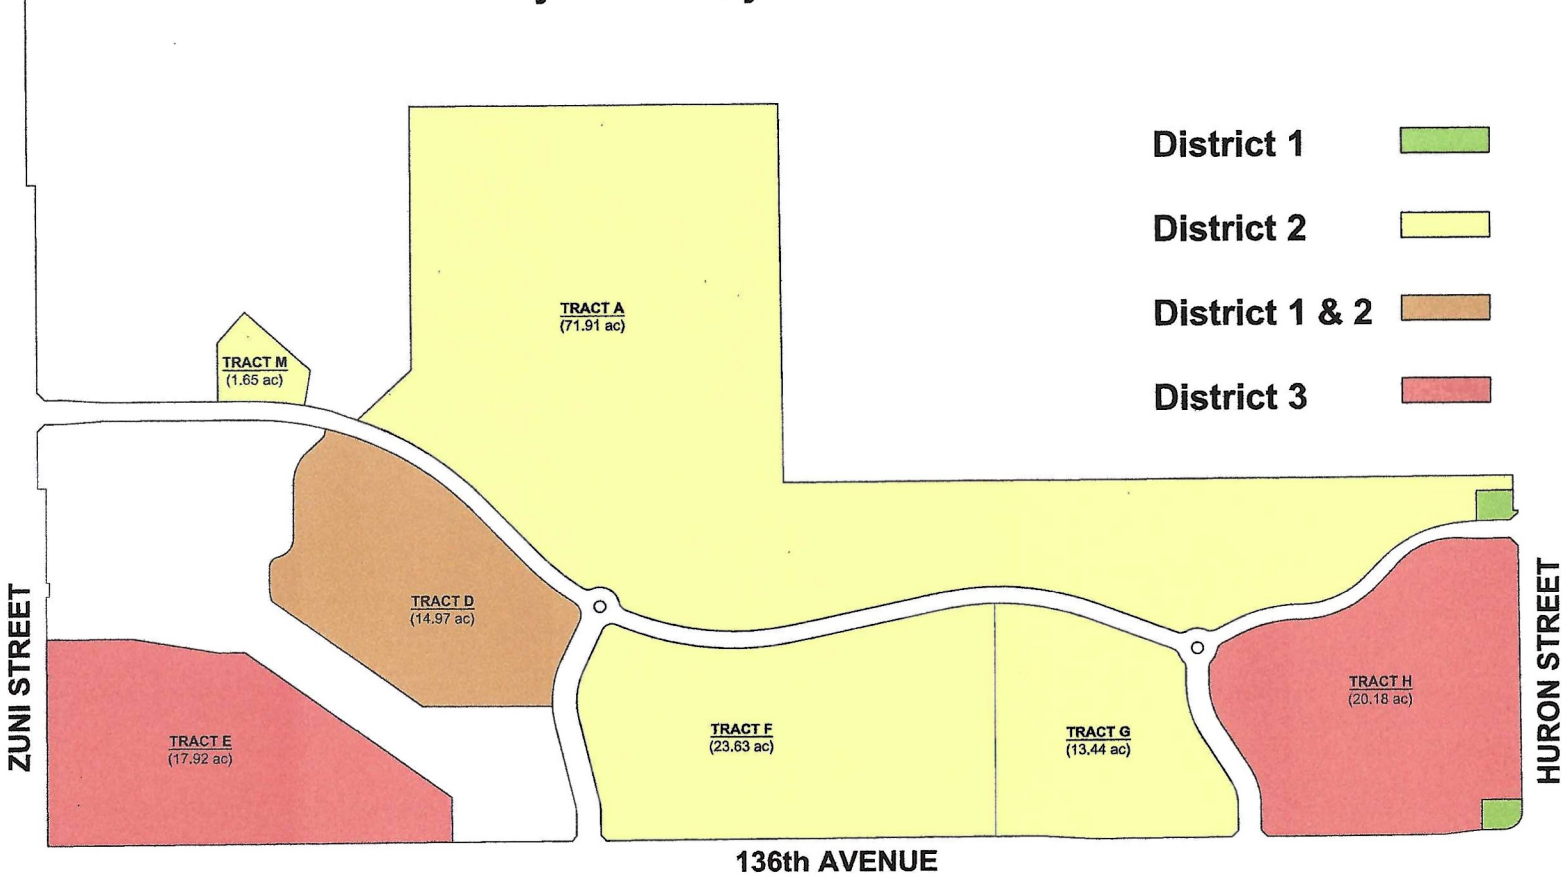 District 1
District 2
District 1 & 2
District 3
TRACT A
(71.91 ac)
TRACT M
(1.65 ac)
TRACT D
(14.97 ac)
TRACT E
(17.92 ac)
TRACT F
(23.63 ac)
TRACT G
(13.44 ac)
TRACT H
(20.18 ac)
ZUNI STREET
HURON STREET
136th AVENUE